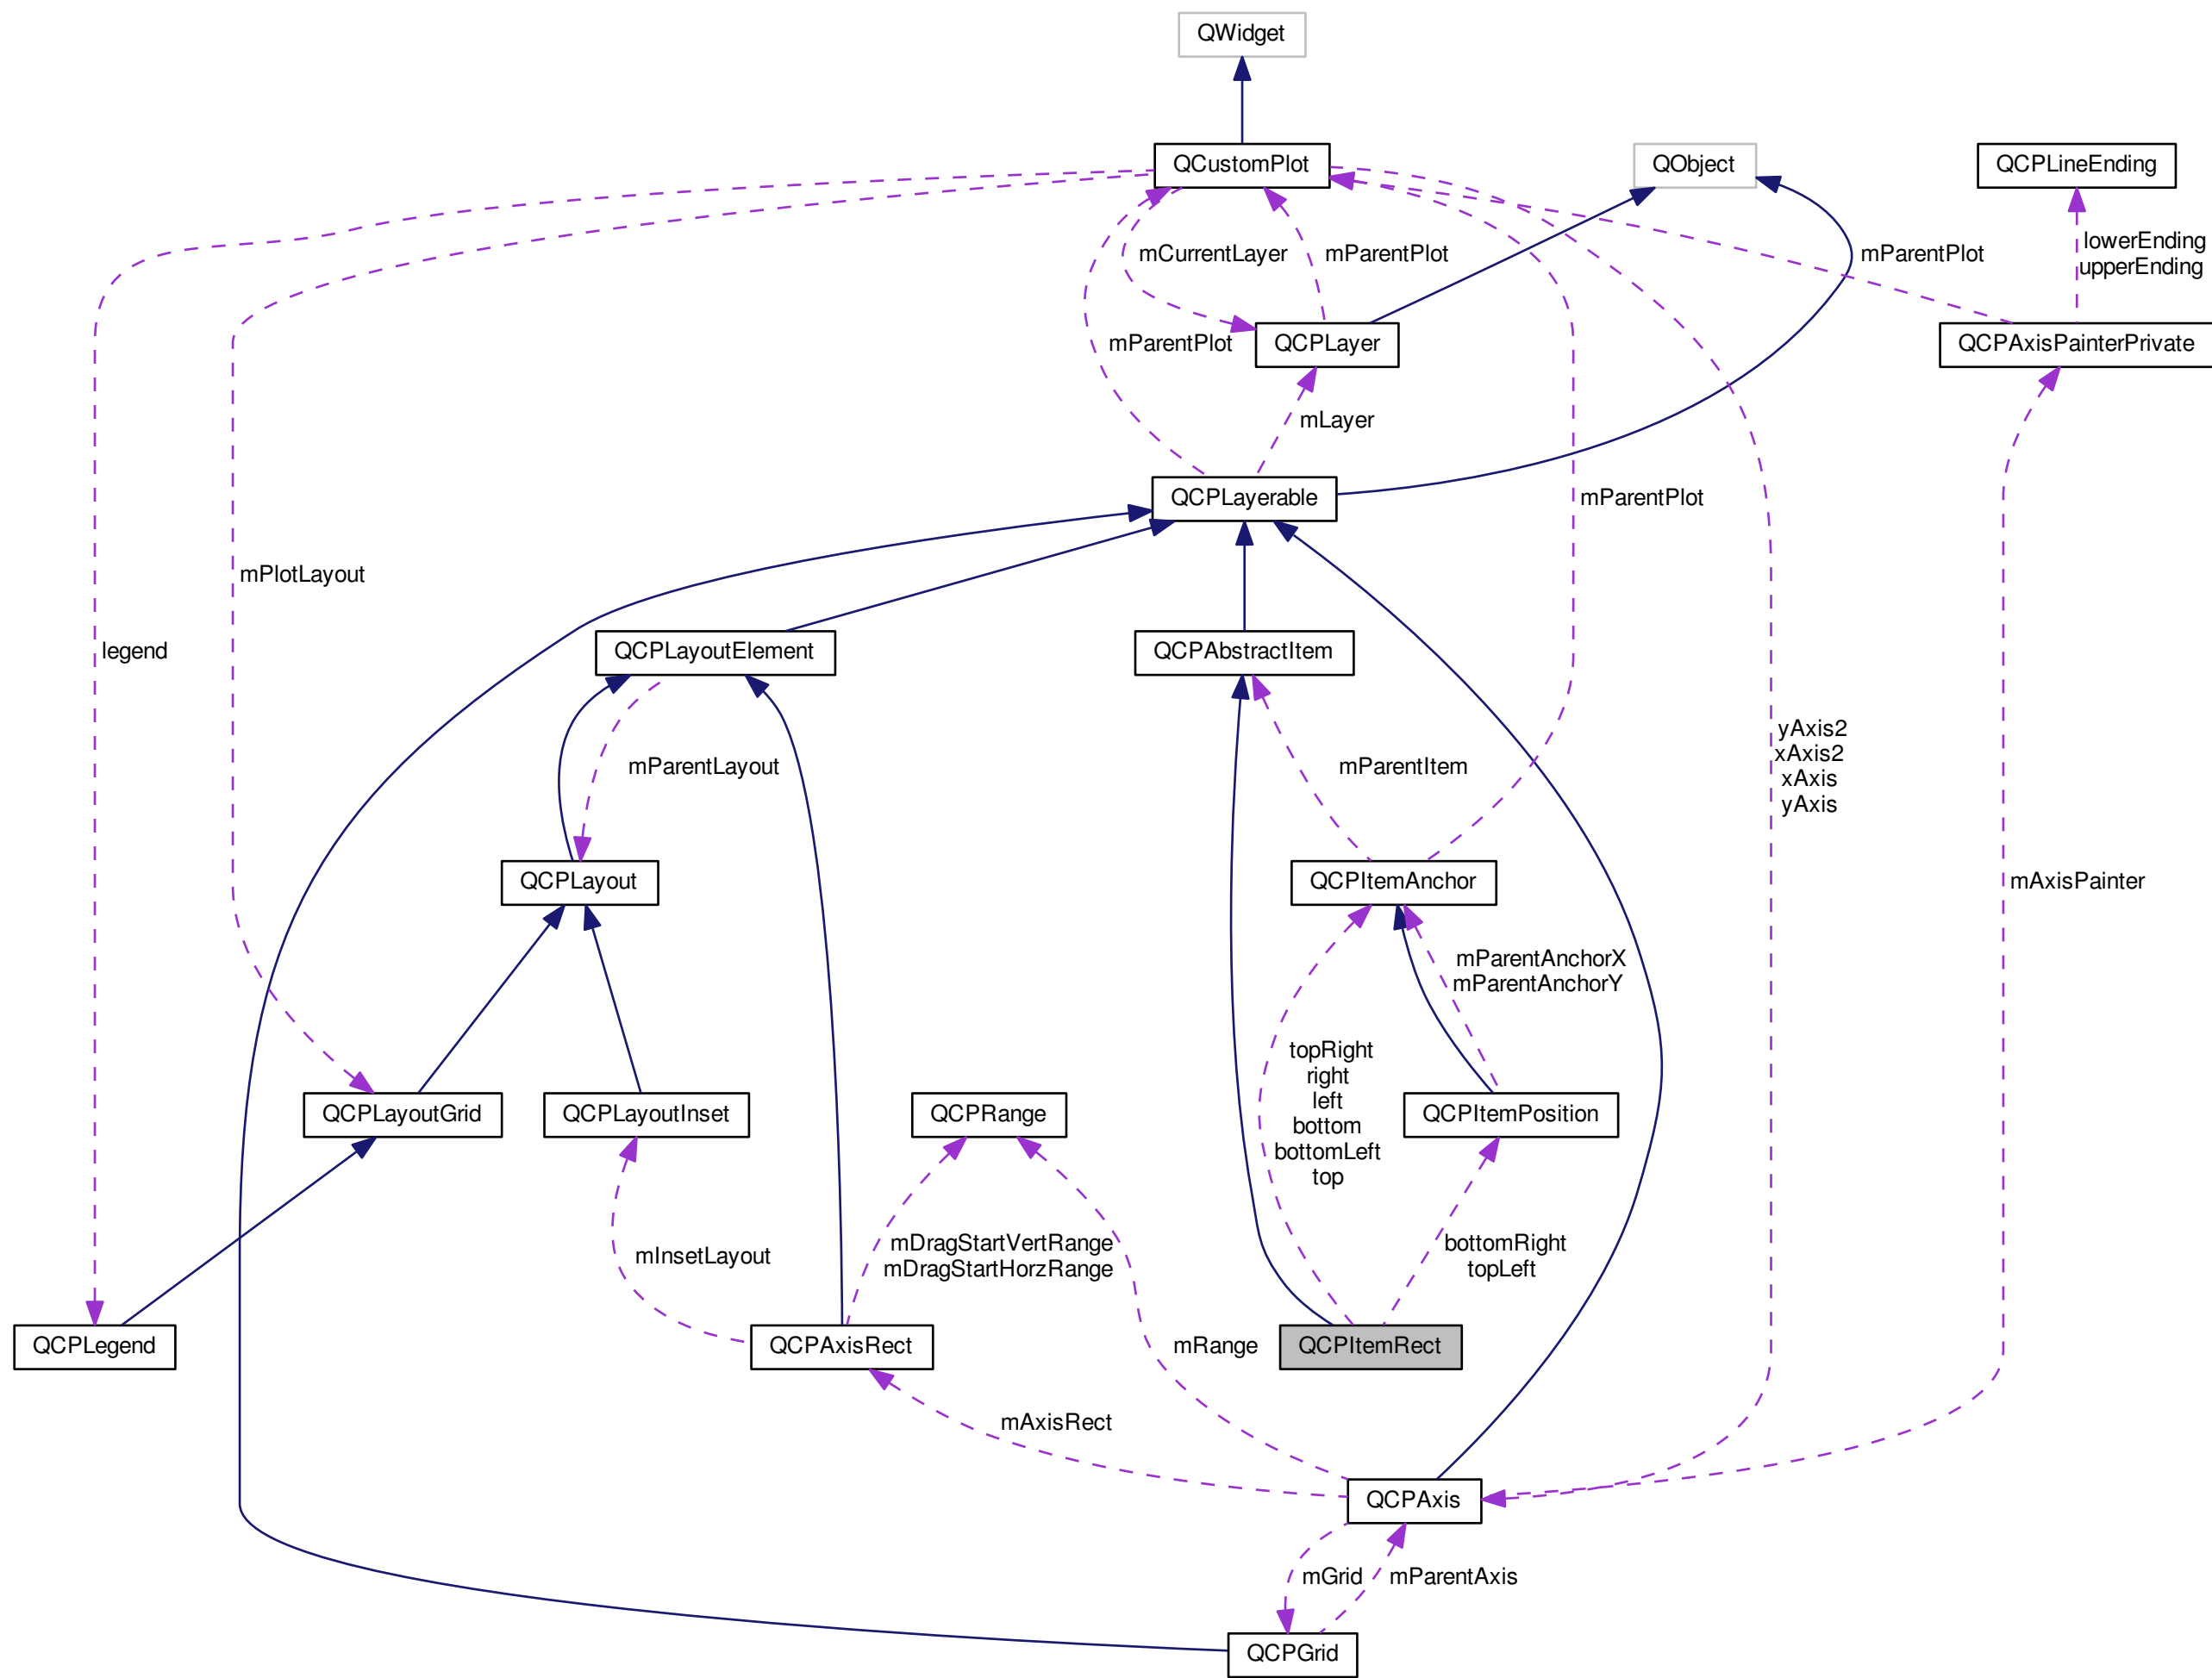 QWidget
QCustomPlot
QObject
QCPLineEnding
mCurrentLayer
mParentPlot
mParentPlot
lowerEnding
upperEnding
mParentPlot
QCPLayer
QCPAxisPainterPrivate
mLayer
QCPLayerable
mParentPlot
mPlotLayout
legend
QCPLayoutElement
QCPAbstractItem
yAxis2
xAxis2
xAxis
yAxis
mParentLayout
mParentItem
QCPLayout
QCPItemAnchor
mAxisPainter
mParentAnchorX
mParentAnchorY
topRight
right
left
bottom
bottomLeft
top
QCPLayoutGrid
QCPLayoutInset
QCPRange
QCPItemPosition
mInsetLayout
mDragStartVertRange
mDragStartHorzRange
bottomRight
topLeft
QCPLegend
QCPAxisRect
mRange
QCPItemRect
mAxisRect
QCPAxis
mGrid
mParentAxis
QCPGrid